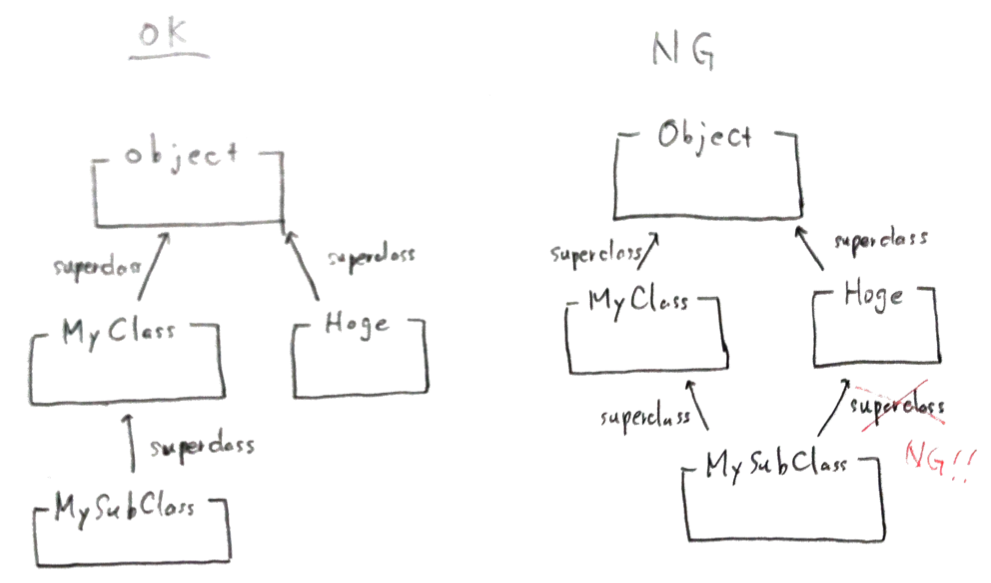 OK
object
superclass
superclass
MyClass
Hoge
superclass
MySubClass
NG
Object
superclass
superclass
MyClass
Hoge
superclass
superclass
NG!!
MySubClass